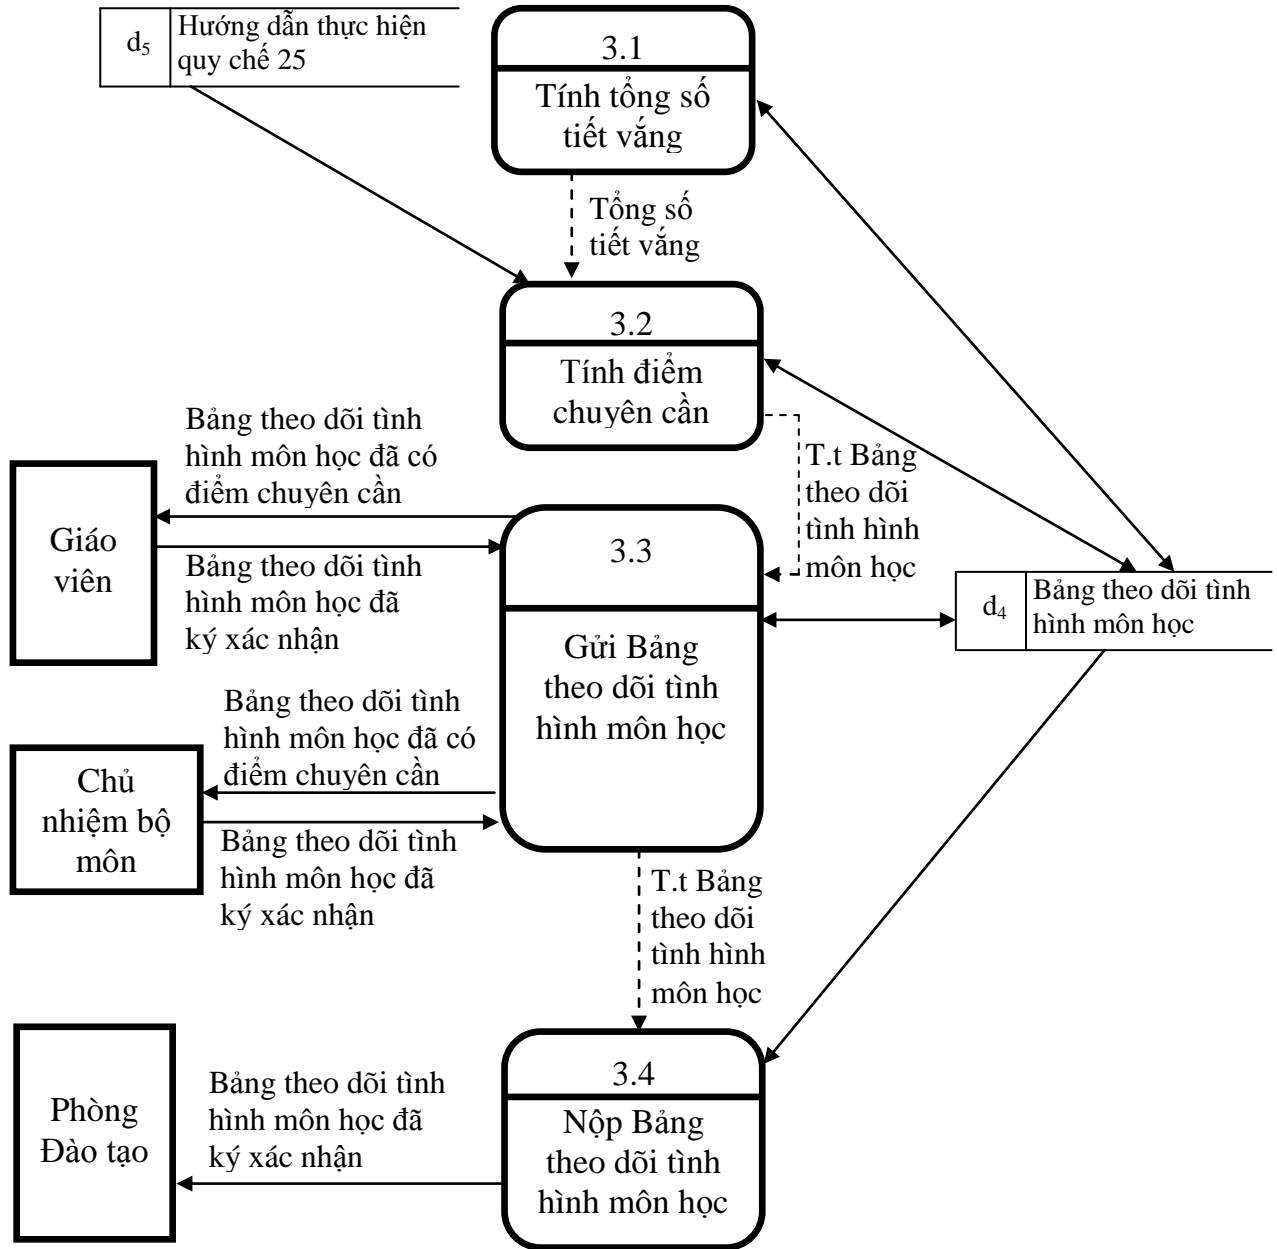 d₅
Hướng dẫn thực hiện
quy chế 25
3.1
Tính tổng số
tiết vắng
Tổng số
tiết vắng
3.2
Tính điểm
chuyên cần
T.t Bảng
theo dõi
tình hình
môn học
Bảng theo dõi tình
hình môn học đã có
điểm chuyên cần
Giáo
viên
Bảng theo dõi tình
hình môn học đã
ký xác nhận
3.3
Gửi Bảng
theo dõi tình
hình môn học
d₄
Bảng theo dõi tình
hình môn học
Bảng theo dõi tình
hình môn học đã có
điểm chuyên cần
Chủ
nhiệm bộ
môn
Bảng theo dõi tình
hình môn học đã
ký xác nhận
T.t Bảng
theo dõi
tình hình
môn học
3.4
Nộp Bảng
theo dõi tình
hình môn học
Bảng theo dõi tình
hình môn học đã
ký xác nhận
Phòng
Đào tạo